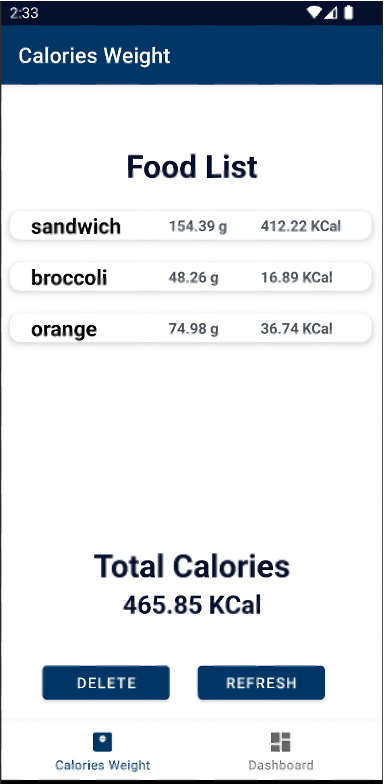 2:33
Calories Weight
Food List
sandwich 154.39 g 412.22 KCal
broccoli 48.26 g 16.89 KCal
orange 74.98 g 36.74 KCal
Total Calories
465.85 KCal
DELETE REFRESH
Calories Weight Dashboard